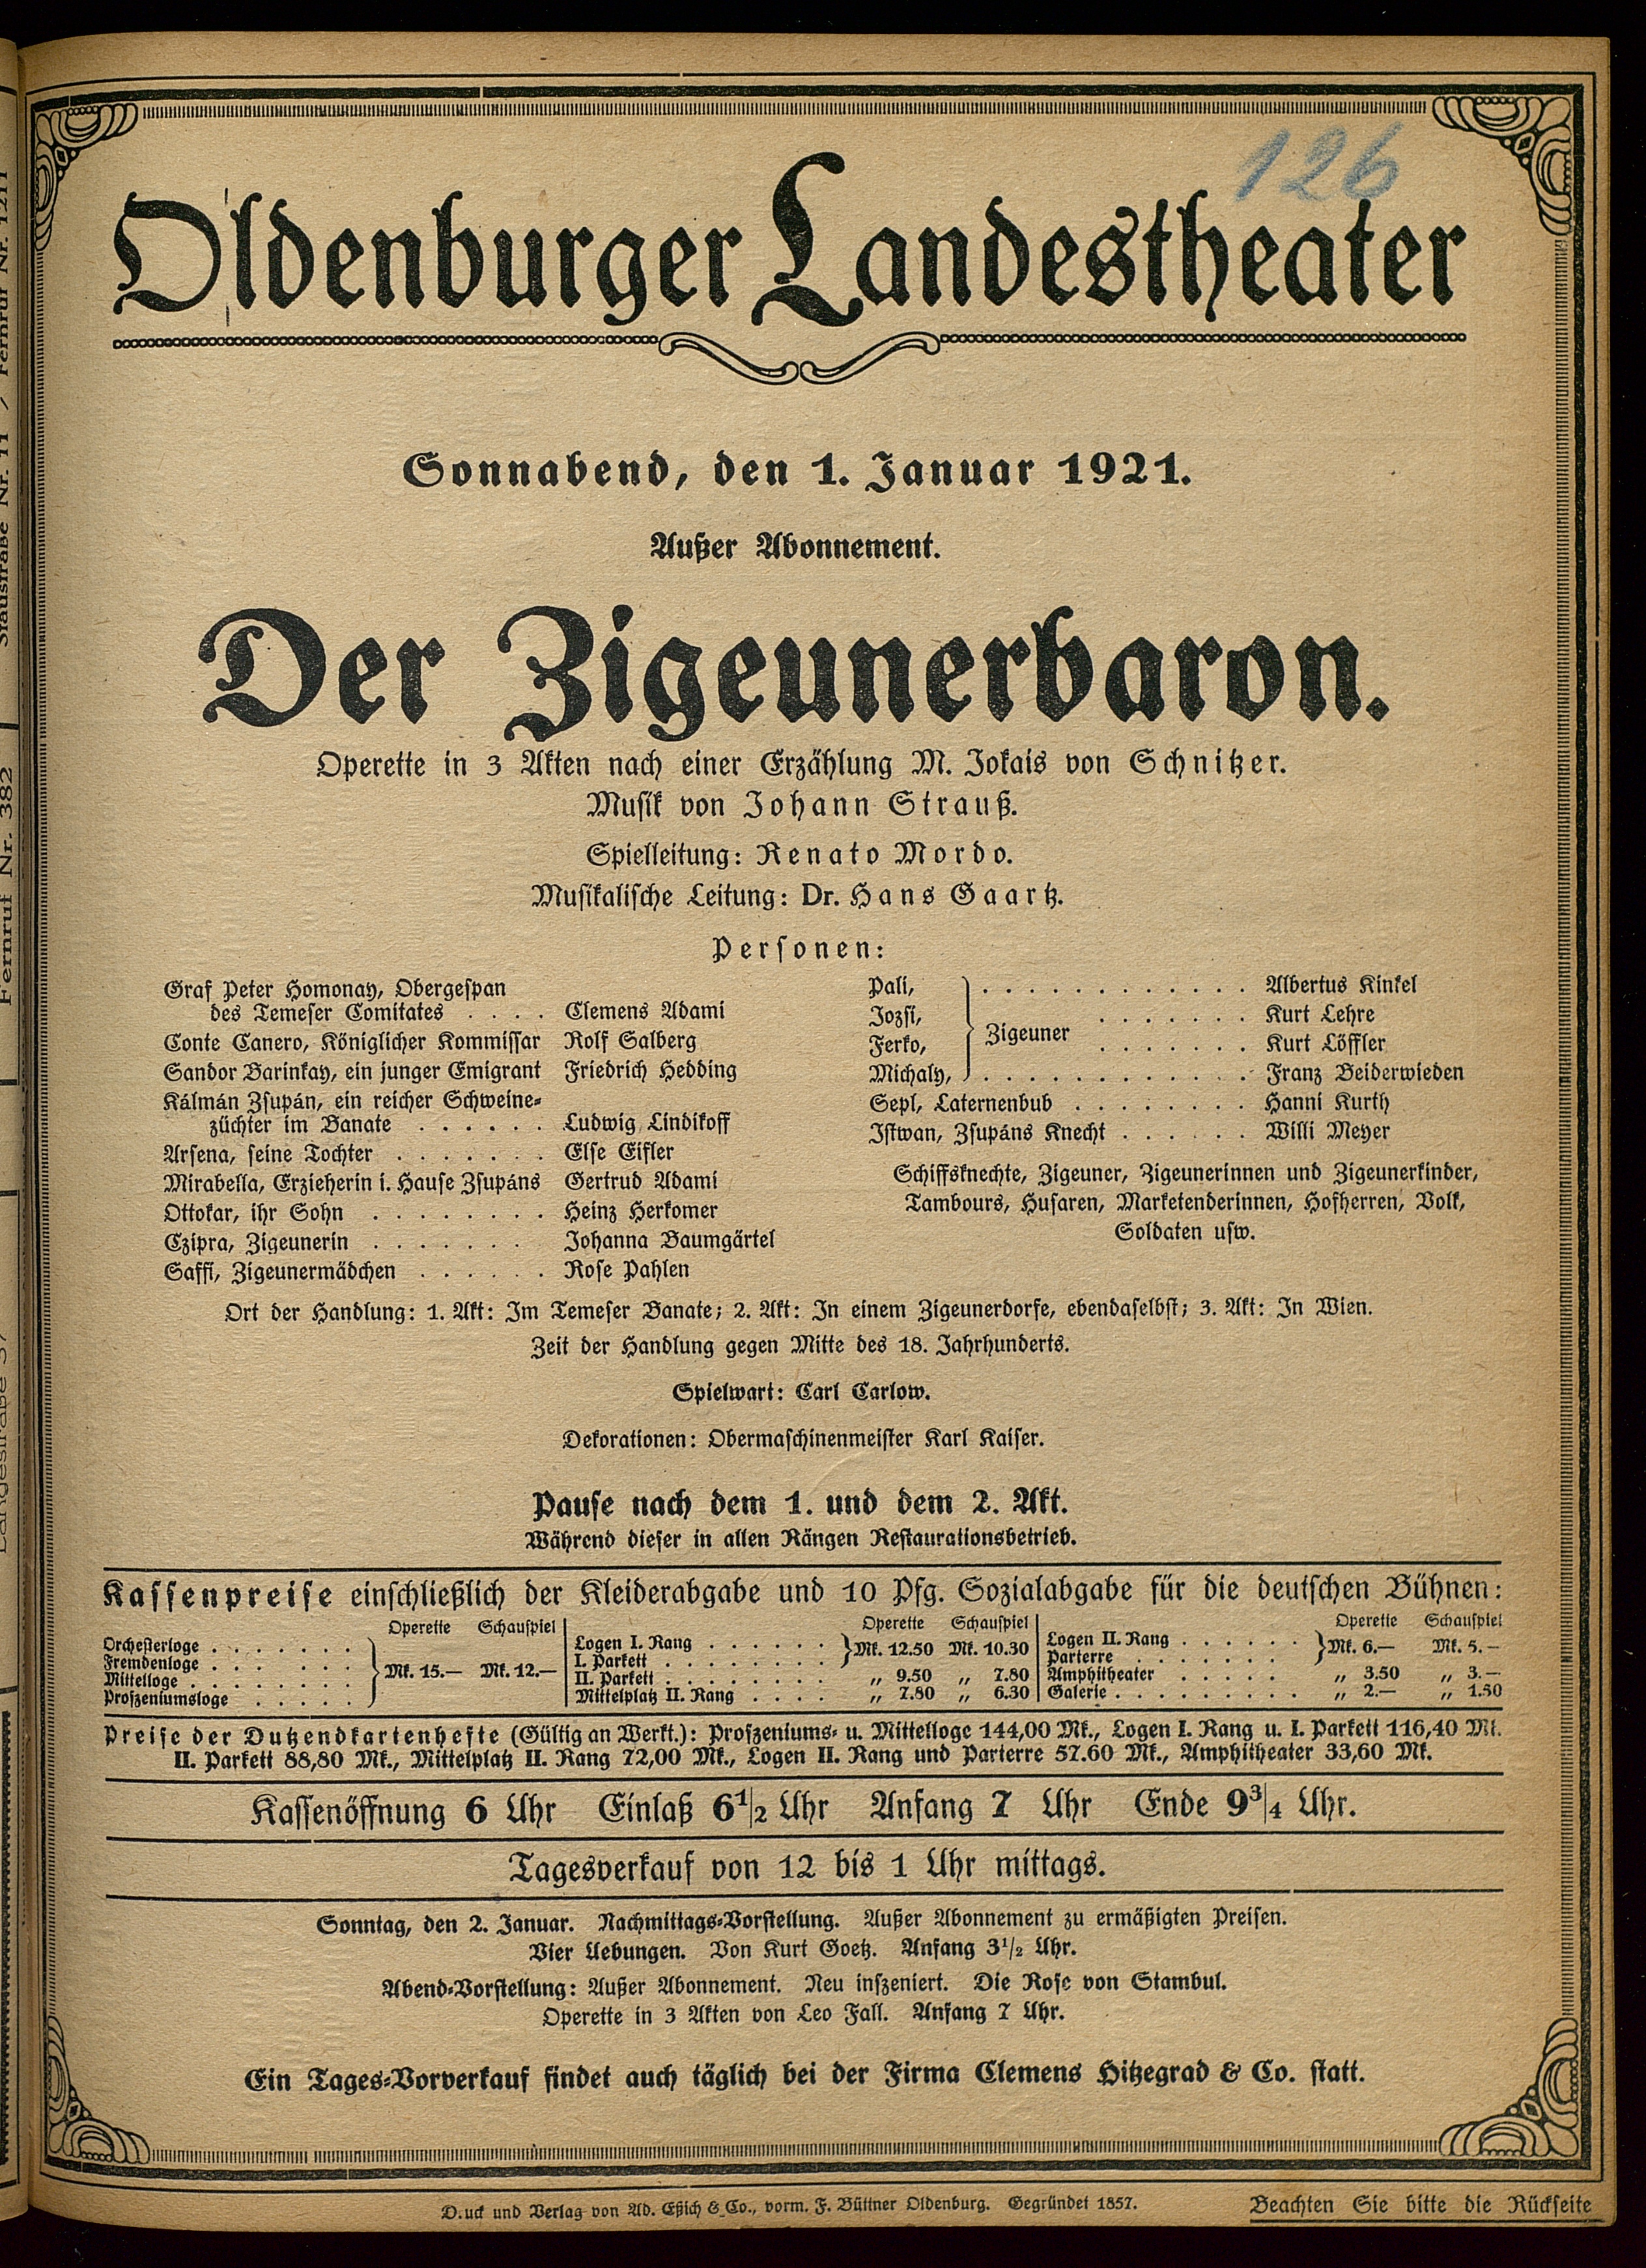 126
Oldenburger Landestheater
Sonnabend, den 1. Januar 1921.
Außer Abonnement.
Der Zigeunerbaron.
Operette in 3 Akten nach einer Erzählung M. Jokais von Schnitzer.
Musik von Johann Strauß.
Spielleitung: Renato Mordo.
Musikalische Leitung: Dr. Hans Gaartz.
Personen:
Graf Peter Homonay, Obergespan
des Temeser Comitates . . . . Clemens Adami
Conte Canero, Königlicher Kommissar Rolf Salberg
Sandor Barinkay, ein junger Emigrant Friedrich Hedding
Kálmán Zsupán, ein reicher Schweine-
züchter im Banate . . . . . . Ludwig Lindikoff
Arsena, seine Tochter . . . . . . . Else Eifler
Mirabella, Erzieherin i. Hause Zsupáns Gertrud Adami
Ottokar, ihr Sohn . . . . . . . . Heinz Herkomer
Czipra, Zigeunerin . . . . . . . Johanna Baumgärtel
Saffi, Zigeunermädchen . . . . . . Rose Pahlen
Pali, . . . . . . . . . . . . Albertus Kinkel
Jozsi, . . . . . . . Kurt Lehre
Zigeuner
Ferko, . . . . . . . Kurt Löffler
Michaly, . . . . . . . . . . . . Franz Beiderwieden
Sepl, Laternenbub . . . . . . . . Hanni Kurth
Istwan, Zsupáns Knecht . . . . . . Willi Meyer
Schiffsknechte, Zigeuner, Zigeunerinnen und Zigeunerkinder,
Tambours, Husaren, Marketenderinnen, Hofherren, Volk,
Soldaten usw.
Ort der Handlung: 1. Akt: Im Temeser Banate; 2. Akt: In einem Zigeunerdorfe, ebendaselbst; 3. Akt: In Wien.
Zeit der Handlung gegen Mitte des 18. Jahrhunderts.
Spielwart: Carl Carlow.
Dekorationen: Obermaschinenmeister Karl Kaiser.
Pause nach dem 1. und dem 2. Akt.
Während dieser in allen Rängen Restaurationsbetrieb.
Kassenpreise einschließlich der Kleiderabgabe und 10 Pfg. Sozialabgabe für die deutschen Bühnen:
Operette Schauspiel
Orchesterloge . . . . . . .
Fremdenloge . . . . . .
Mk. 15.— Mk. 12.—
Mittelloge . . . . . . . .
Proszeniumsloge . . . . .
Operette Schauspiel
Logen I. Rang . . . . . .
Mk. 12.50 Mk. 10.30
I. Parkett . . . . . . . .
II. Parkett . . . . . . . . „ 9.50 „ 7.80
Mittelplatz II. Rang . . . . „ 7.80 „ 6.30
Operette Schauspiel
Logen II. Rang . . . . . .
Mk. 6.— Mk. 5.—
Parterre . . . . . . .
Amphitheater . . . . . „ 3.50 „ 3.—
Galerie . . . . . . . . . „ 2.— „ 1.50
Preise der Dutzendkartenhefte (Gültig an Werkt.): Proszeniums- u. Mittelloge 144,00 Mk., Logen I. Rang u. I. Parkett 116,40 Mk.
II. Parkett 88,80 Mk., Mittelplatz II. Rang 72,00 Mk., Logen II. Rang und Parterre 57.60 Mk., Amphitheater 33,60 Mk.
Kassenöffnung 6 Uhr Einlaß 6 1/2 Uhr Anfang 7 Uhr Ende 9 3/4 Uhr.
Tagesverkauf von 12 bis 1 Uhr mittags.
Sonntag, den 2. Januar. Nachmittags-Vorstellung. Außer Abonnement zu ermäßigten Preisen.
Vier Uebungen. Von Kurt Goetz. Anfang 3 1/2 Uhr.
Abend-Vorstellung: Außer Abonnement. Neu inszeniert. Die Rose von Stambul.
Operette in 3 Akten von Leo Fall. Anfang 7 Uhr.
Ein Tages-Vorverkauf findet auch täglich bei der Firma Clemens Hitzegrad & Co. statt.
D.uck und Verlag von Ad. Eßich & Co., vorm. F. Büttner Oldenburg. Gegründet 1857.
Beachten Sie bitte die Rückseite
Fernruf Nr. 1211
Nr. 11
Fernruf Nr. 382